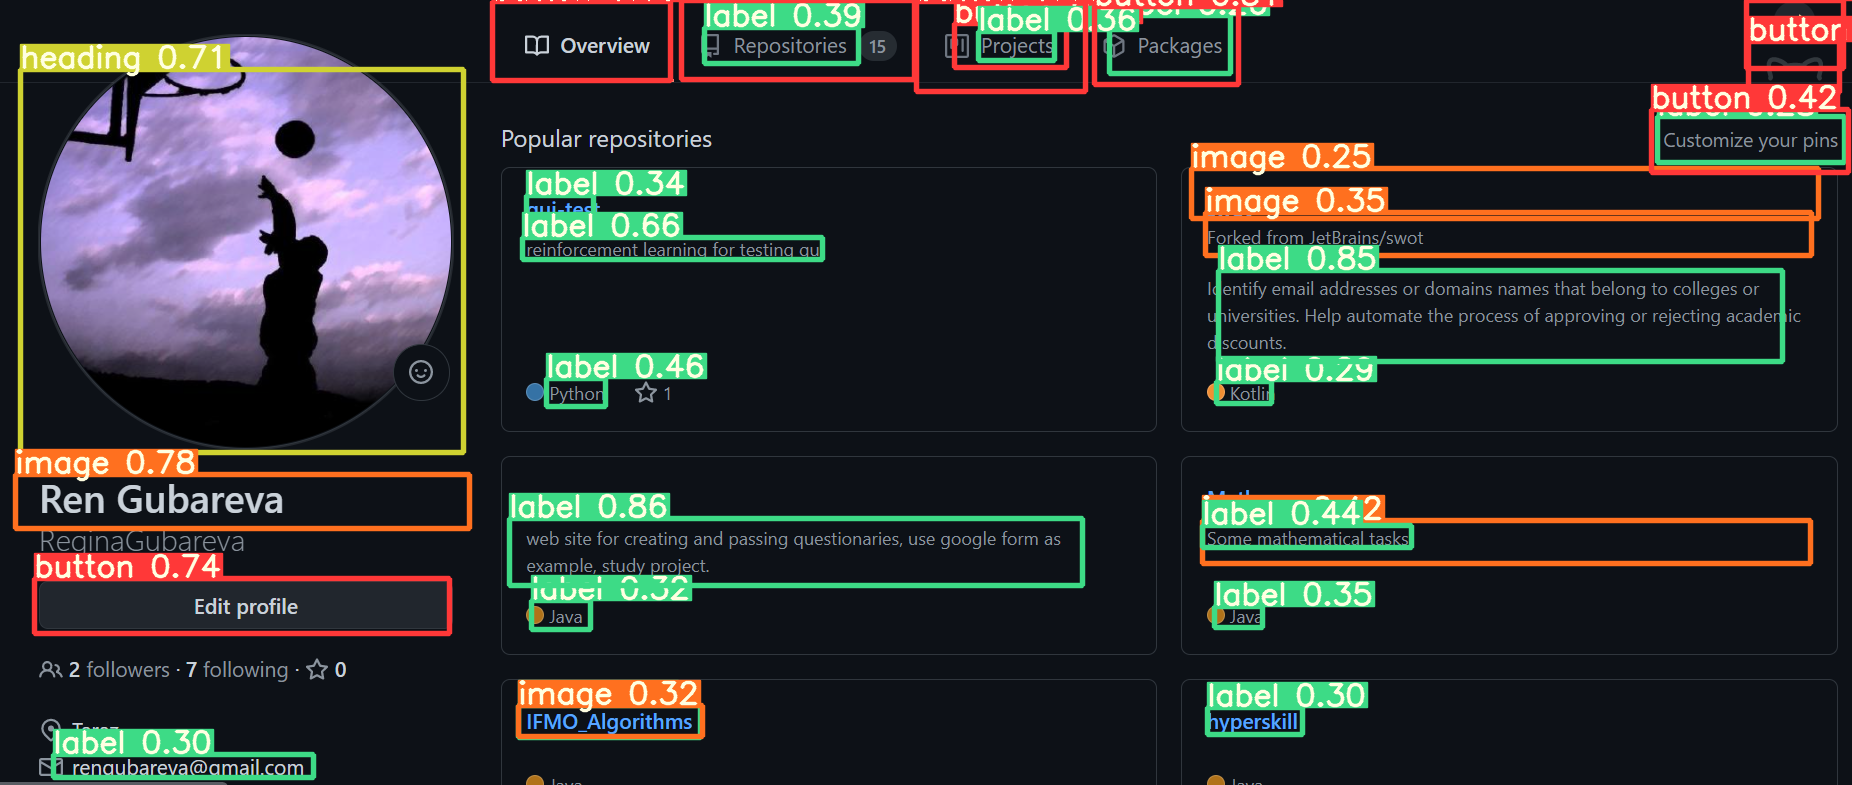 Overview
label 0.39
Repositories 15
label 0.36
Projects
Packages
button
heading 0.71
button 0.42
Customize your pins
Popular repositories
label 0.34
gui-test
label 0.66
reinforcement learning for testing gu
label 0.46
Python 1
image 0.25
image 0.35
Forked from JetBrains/swot
label 0.85
Identify email addresses or domains names that belong to colleges or
universities. Help automate the process of approving or rejecting academic
discounts.
label 0.29
Kotlin
image 0.78
Ren Gubareva
ReginaGubareva
button 0.74
Edit profile
2 followers · 7 following · 0
label 0.30
rengubareva@gmail.com
label 0.86
web site for creating and passing questionaries, use google form as
example, study project.
label 0.32
Java
label 0.44
Some mathematical tasks
label 0.35
Java
image 0.32
IFMO_Algorithms
Java
label 0.30
hyperskill
Java